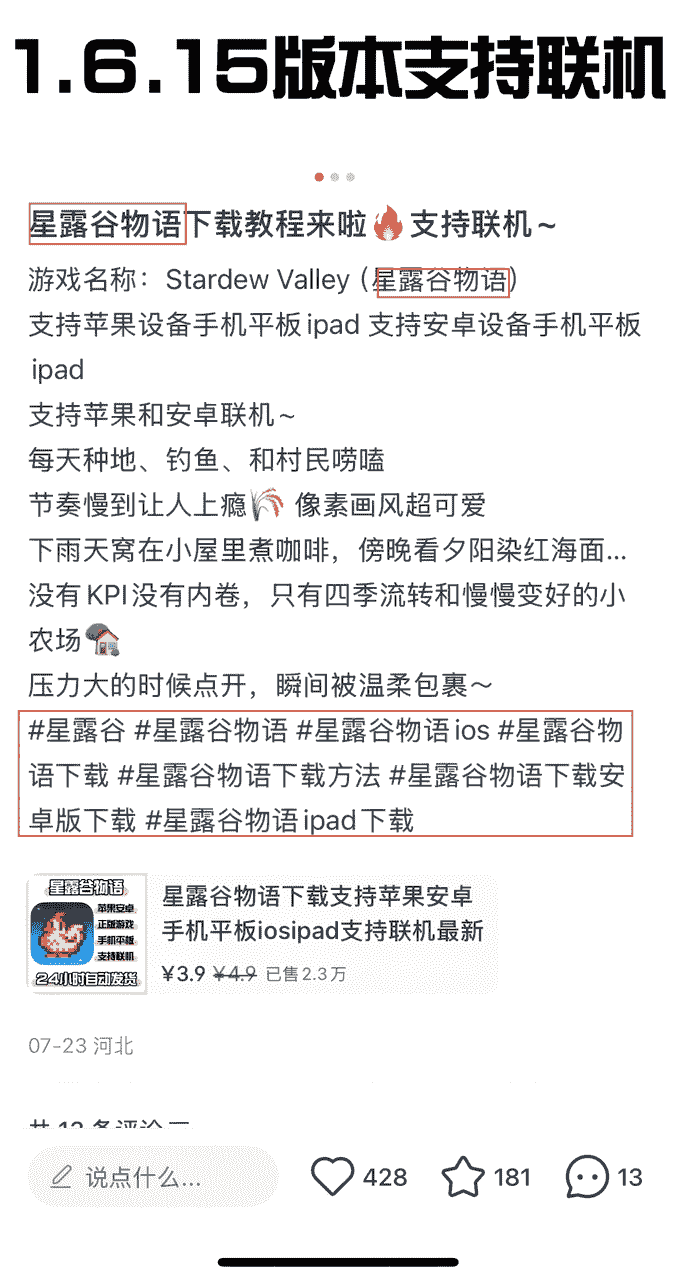 1.6.15版本支持联机
星露谷物语下载教程来啦🔥支持联机~
游戏名称：Stardew Valley (星露谷物语)
支持苹果设备手机平板ipad 支持安卓设备手机平板
ipad
支持苹果和安卓联机~
每天种地、钓鱼、和村民唠嗑
节奏慢到让人上瘾🌾 像素画风超可爱
下雨天窝在小屋里煮咖啡，傍晚看夕阳染红海面...
没有KPI没有内卷，只有四季流转和慢慢变好的小
农场🏡
压力大的时候点开，瞬间被温柔包裹～
#星露谷 #星露谷物语 #星露谷物语ios #星露谷物
语下载 #星露谷物语下载方法 #星露谷物语下载安
卓版下载 #星露谷物语ipad下载
星露谷物语
苹果安卓
正版游戏
手机平板
支持联机
24小时自动发货
星露谷物语下载支持苹果安卓
手机平板iosipad支持联机最新
¥3.9 ¥4.9 已售2.3万
07-23 河北
共 13 条评论
说点什么... 428 181 13